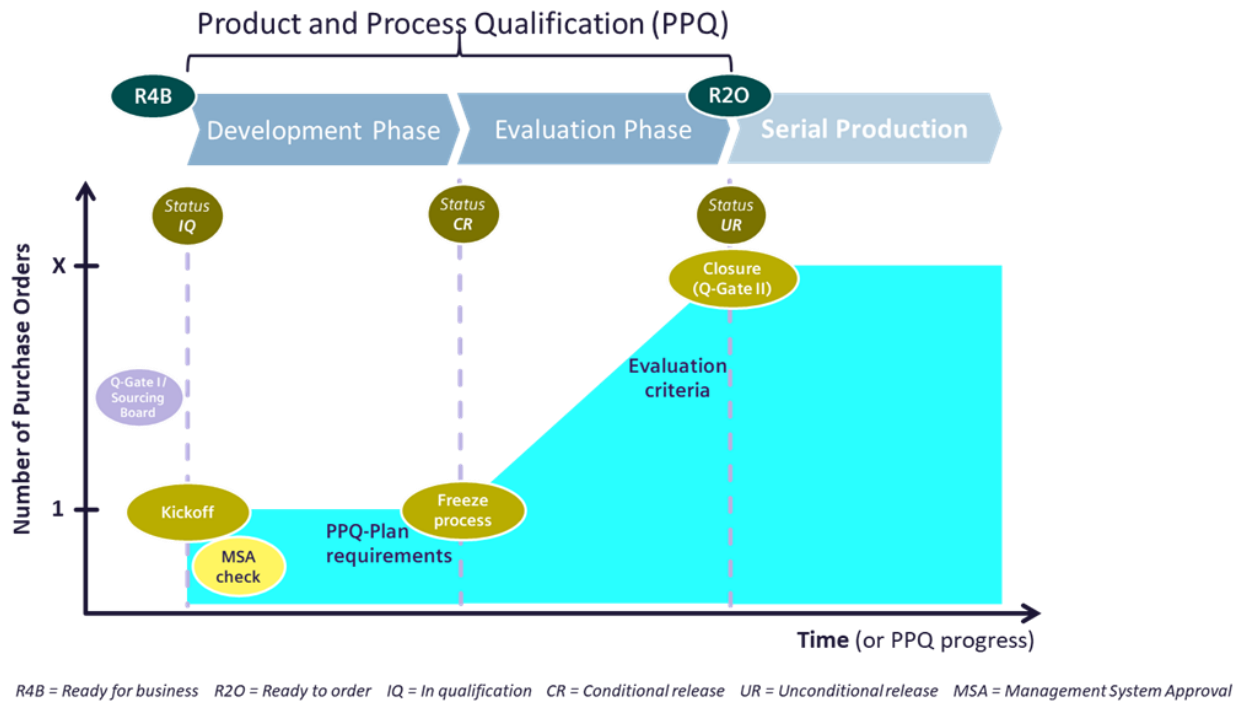 Product and Process Qualification (PPQ)
R4B
R2O
Development Phase
Evaluation Phase
Serial Production
Status
IQ
Status
CR
Status
UR
Number of Purchase Orders
X
Closure
(Q-Gate II)
Evaluation
criteria
Q-Gate I/
Sourcing
Board
1
Kickoff
Freeze
process
PPQ-Plan
requirements
MSA
check
Time (or PPQ progress)
R4B = Ready for business R2O = Ready to order IQ = In qualification CR = Conditional release UR = Unconditional release MSA = Management System Approval